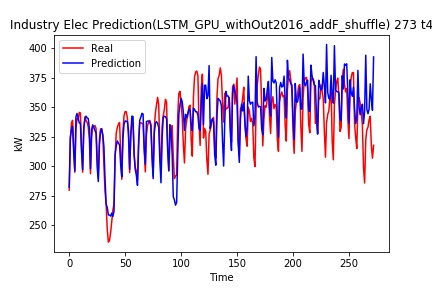 Industry Elec Prediction(LSTM_GPU_withOut2016_addF_shuffle) 273 t4
Real
Prediction
kW
400
375
350
325
300
275
250
0 50 100 150 200 250
Time